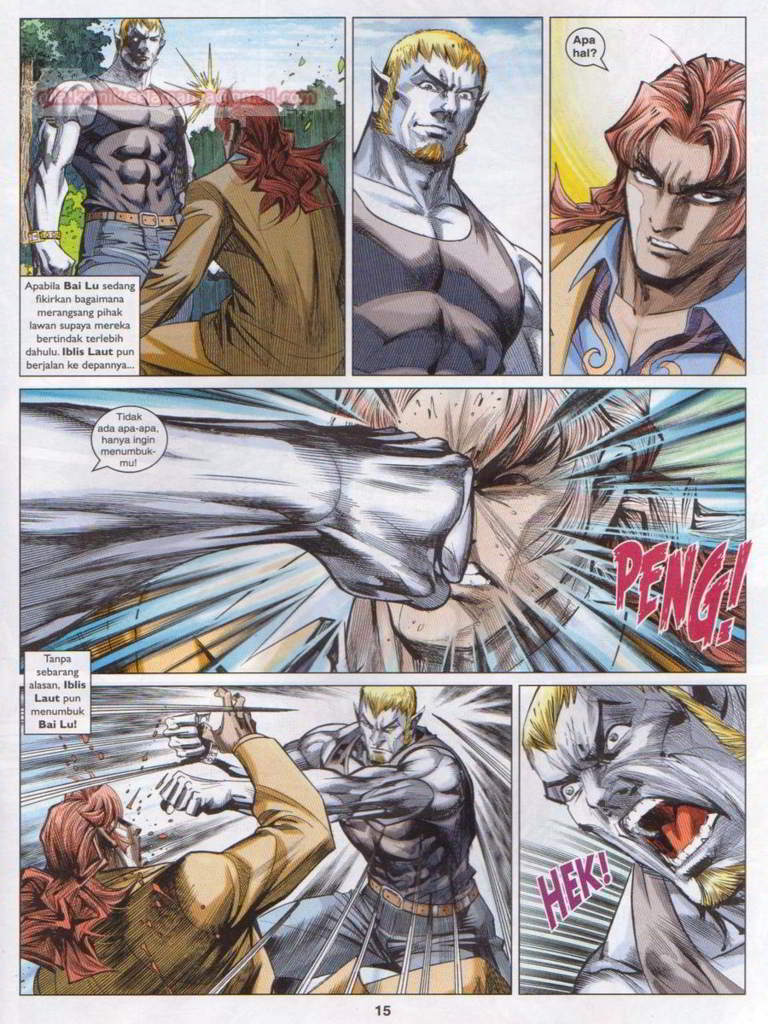 Apa
hal?
Apabila Bai Lu sedang
fikirkan bagaimana
merangsang pihak
lawan supaya mereka
bertindak terlebih
dahulu. Iblis Laut pun
berjalan ke depannya...
Tidak
ada apa-apa,
hanya ingin
menumbuk-
mu!
PENG!
Tanpa
sebarang
alasan, Iblis
Laut pun
menumbuk
Bai Lu!
HEK!
15